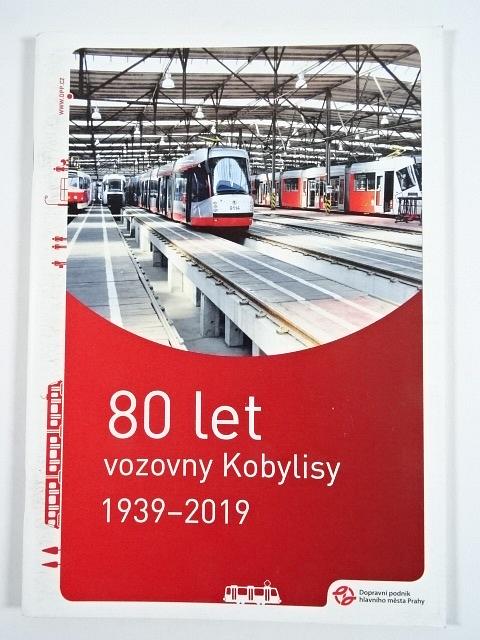 WWW.DPP.CZ
80 let
vozovny Kobylisy
1939–2019
Dopravní podnik
hlavního města Prahy